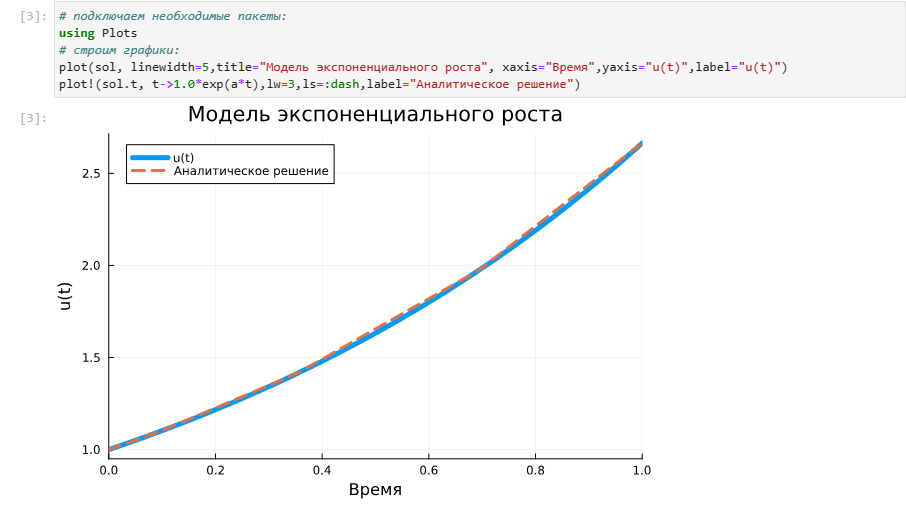 [3]:
# подключаем необходимые пакеты:
using Plots
# строим графики:
plot(sol, linewidth=5,title="Модель экспоненциального роста", xaxis="Время",yaxis="u(t)",label="u(t)")
plot!(sol.t, t->1.0*exp(a*t),lw=3,ls=:dash,label="Аналитическое решение")
[3]:
Модель экспоненциального роста
u(t)
Аналитическое решение
2.5
2.0
u(t)
1.5
1.0
0.0 0.2 0.4 0.6 0.8 1.0
Время